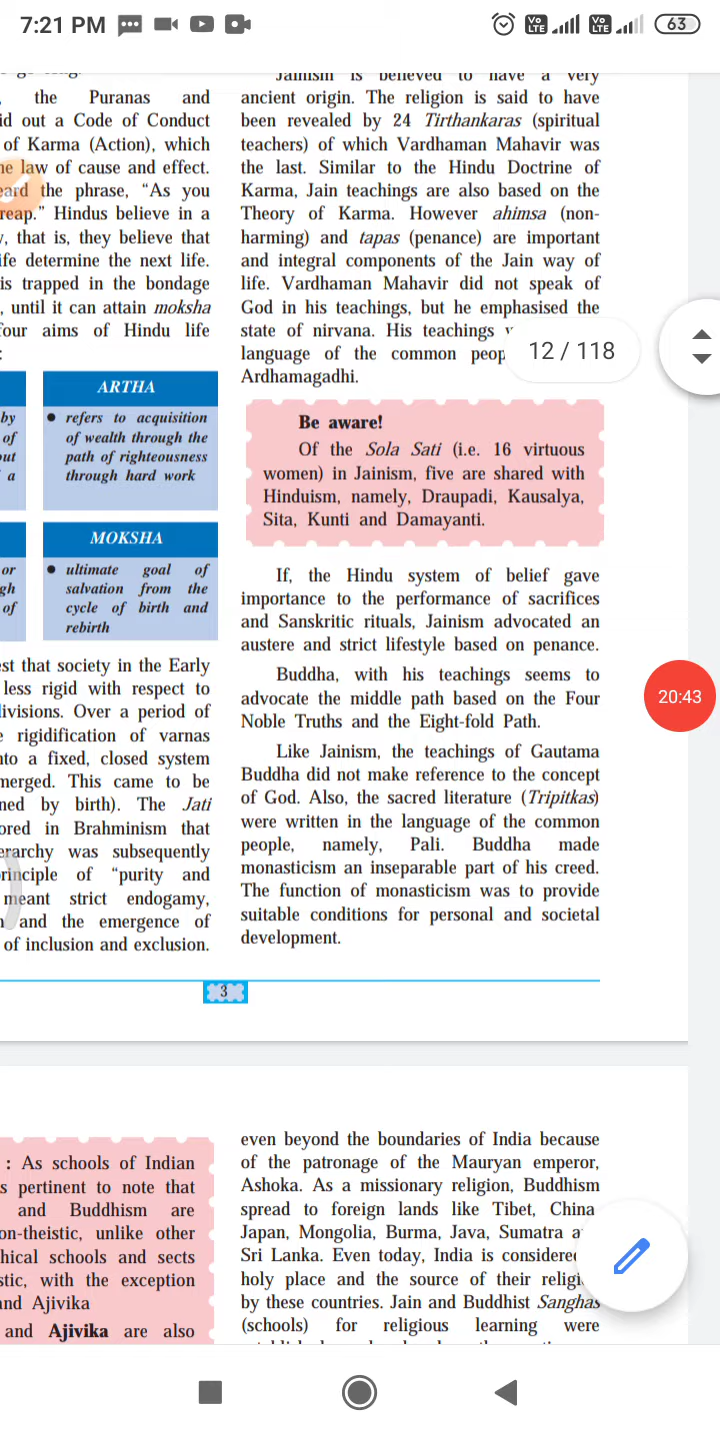 7:21 PM
Vo LTE
Vo LTE
63
, the Puranas and
id out a Code of Conduct
of Karma (Action), which
ne law of cause and effect.
eard the phrase, “As you
reap.” Hindus believe in a
y, that is, they believe that
ife determine the next life.
is trapped in the bondage
, until it can attain moksha
four aims of Hindu life
:
by
of
out
a
ARTHA
• refers to acquisition
of wealth through the
path of righteousness
through hard work
or
gh
of
MOKSHA
• ultimate goal of
salvation from the
cycle of birth and
rebirth
est that society in the Early
less rigid with respect to
divisions. Over a period of
e rigidification of varnas
nto a fixed, closed system
merged. This came to be
ned by birth). The Jati
ored in Brahminism that
erarchy was subsequently
principle of “purity and
meant strict endogamy,
n and the emergence of
of inclusion and exclusion.
Jainism is believed to have a very
ancient origin. The religion is said to have
been revealed by 24 Tirthankaras (spiritual
teachers) of which Vardhaman Mahavir was
the last. Similar to the Hindu Doctrine of
Karma, Jain teachings are also based on the
Theory of Karma. However ahimsa (non-
harming) and tapas (penance) are important
and integral components of the Jain way of
life. Vardhaman Mahavir did not speak of
God in his teachings, but he emphasised the
state of nirvana. His teachings
language of the common peop
Ardhamagadhi.
12 / 118
Be aware!
Of the Sola Sati (i.e. 16 virtuous
women) in Jainism, five are shared with
Hinduism, namely, Draupadi, Kausalya,
Sita, Kunti and Damayanti.
If, the Hindu system of belief gave
importance to the performance of sacrifices
and Sanskritic rituals, Jainism advocated an
austere and strict lifestyle based on penance.
Buddha, with his teachings seems to
advocate the middle path based on the Four
Noble Truths and the Eight-fold Path.
20:43
Like Jainism, the teachings of Gautama
Buddha did not make reference to the concept
of God. Also, the sacred literature (Tripitkas)
were written in the language of the common
people, namely, Pali. Buddha made
monasticism an inseparable part of his creed.
The function of monasticism was to provide
suitable conditions for personal and societal
development.
3
: As schools of Indian
s pertinent to note that
and Buddhism are
on-theistic, unlike other
hical schools and sects
stic, with the exception
and Ajivika
and Ajivika are also
even beyond the boundaries of India because
of the patronage of the Mauryan emperor,
Ashoka. As a missionary religion, Buddhism
spread to foreign lands like Tibet, China
Japan, Mongolia, Burma, Java, Sumatra a
Sri Lanka. Even today, India is considere
holy place and the source of their relig
by these countries. Jain and Buddhist Sanghas
(schools) for religious learning were